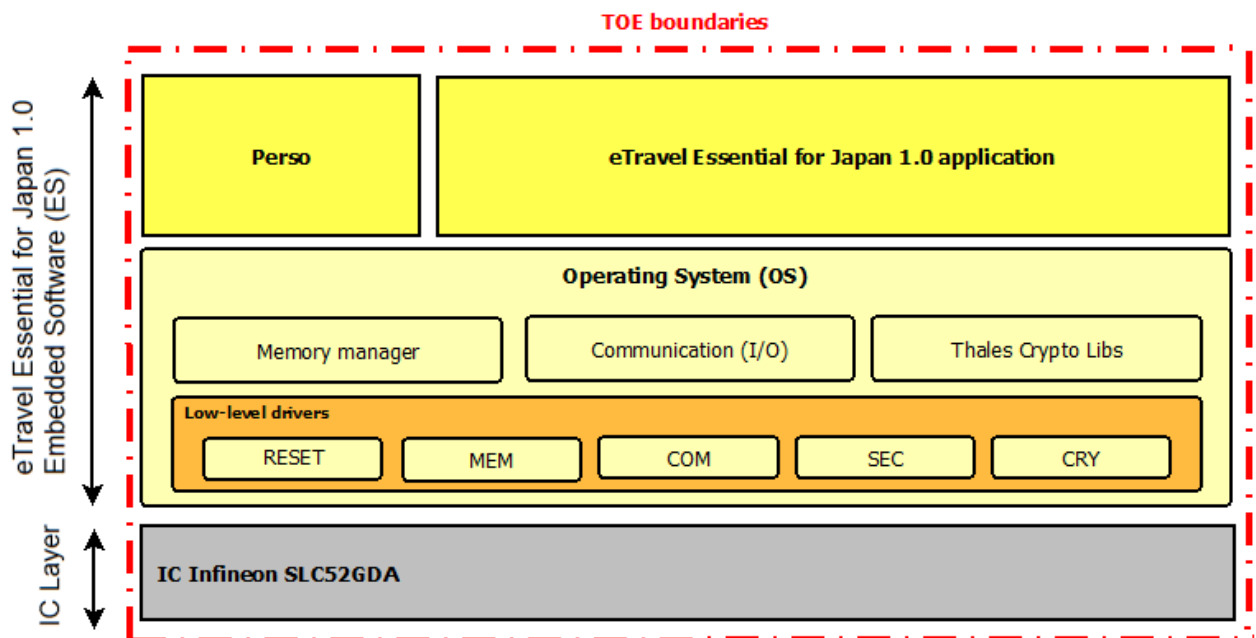 TOE boundaries
eTravel Essential for Japan 1.0
Embedded Software (ES)
Perso
eTravel Essential for Japan 1.0 application
Operating System (OS)
Memory manager
Communication (I/O)
Thales Crypto Libs
Low-level drivers
RESET
MEM
COM
SEC
CRY
IC Layer
IC Infineon SLC52GDA